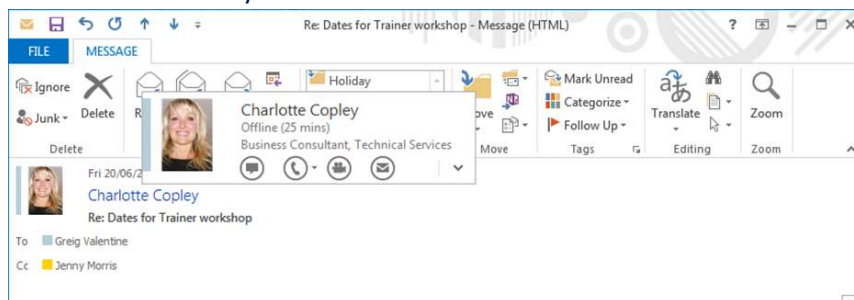 Re: Dates for Trainer workshop - Message (HTML)
?
FILE MESSAGE
Ignore
Junk
Delete
Holiday
Mark Unread
Categorize
Follow Up
Translate
Zoom
Delete
Move
Tags
Editing
Zoom
Charlotte Copley
Offline (25 mins)
Business Consultant, Technical Services
Fri 20/06/2
Charlotte Copley
Re: Dates for Trainer workshop
To Greig Valentine
Cc Jenny Morris